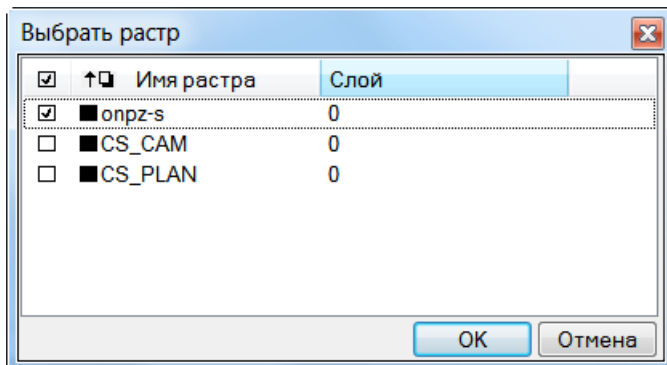 Выбрать растр
Имя растра Слой
onpz-s 0
CS_CAM 0
CS_PLAN 0
OK Отмена